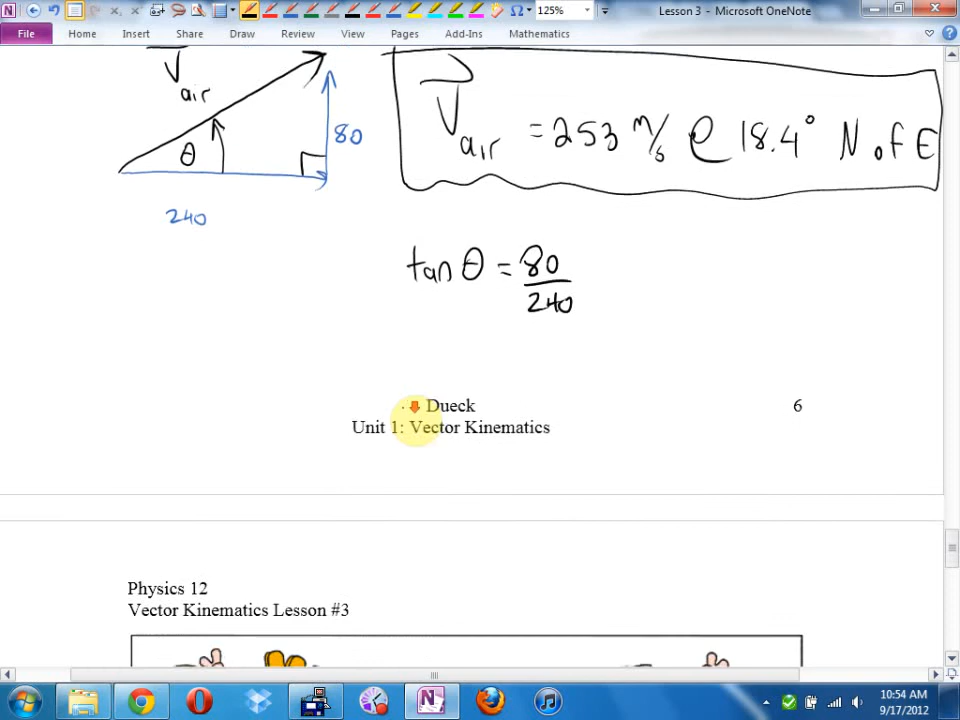 125%
Lesson 3 - Microsoft OneNote
File Home Insert Share Draw Review View Pages Add-Ins Mathematics
V air
θ
80
240
V air = 253 m/s @ 18.4° N of E
tan θ = 80/240
Dueck 6
Unit 1: Vector Kinematics
Physics 12
Vector Kinematics Lesson #3
10:54 AM
9/17/2012